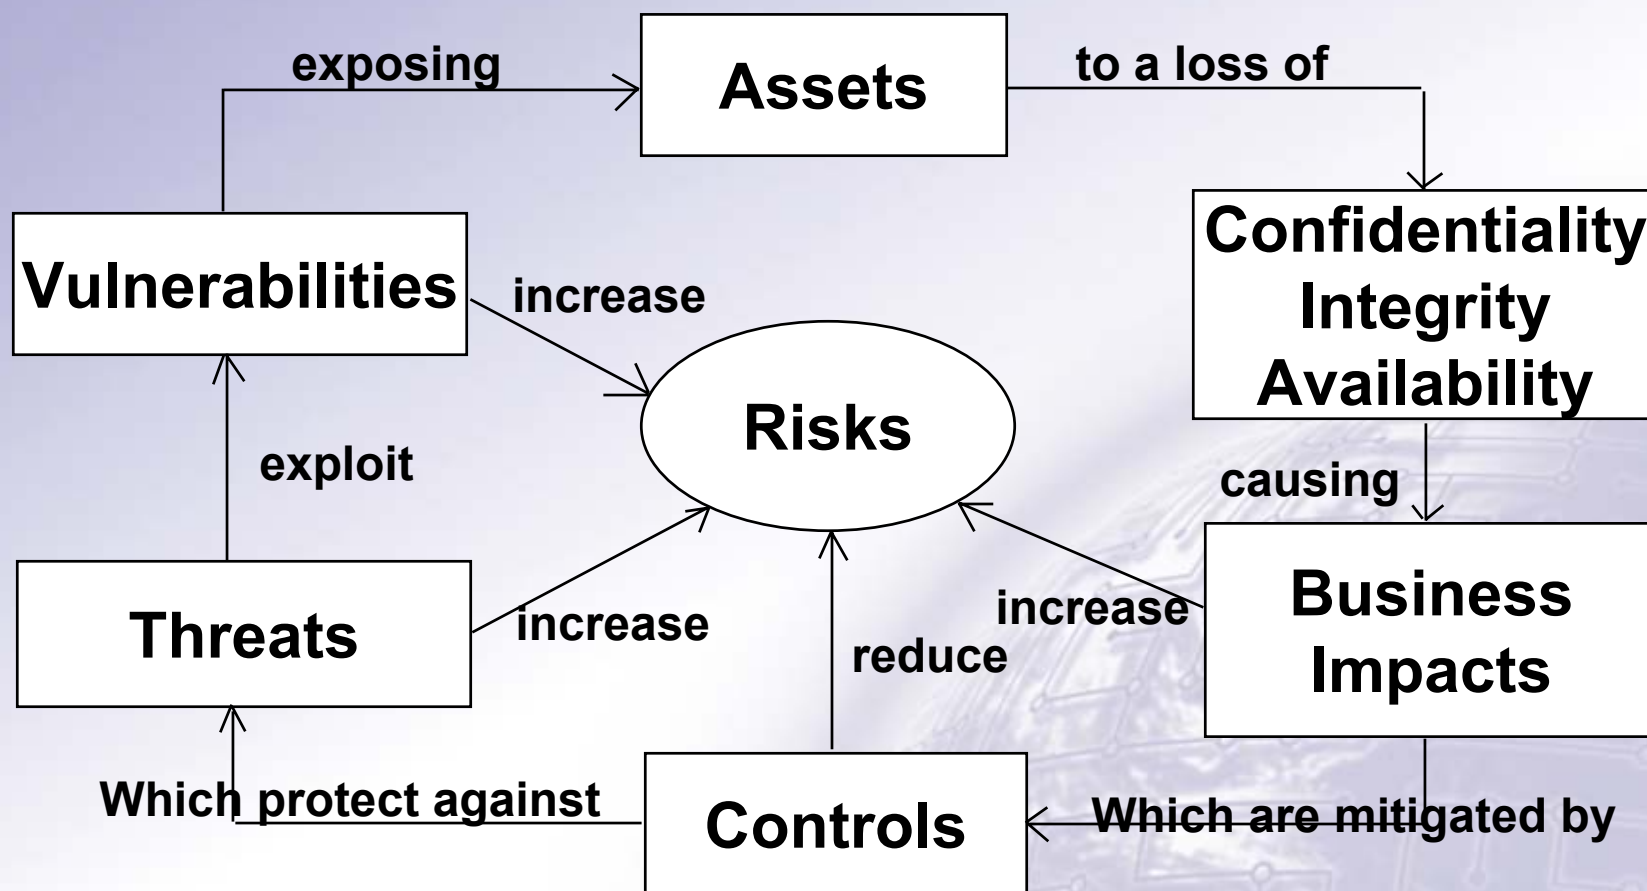 exposing
Assets
to a loss of
Vulnerabilities
increase
Confidentiality
Integrity
Availability
Risks
exploit
causing
Threats
increase
reduce
increase
Business
Impacts
Which protect against
Controls
Which are mitigated by